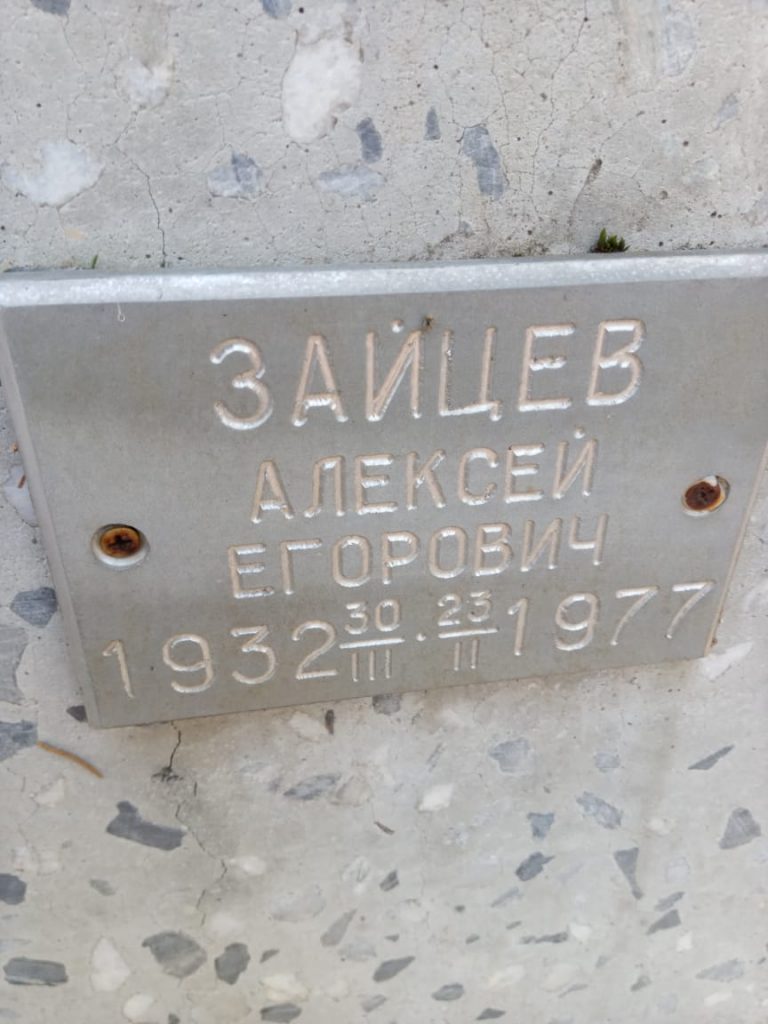 ЗАЙЦЕВ
АЛЕКСЕЙ
ЕГОРОВИЧ
1932 30/III · 23/II 1977